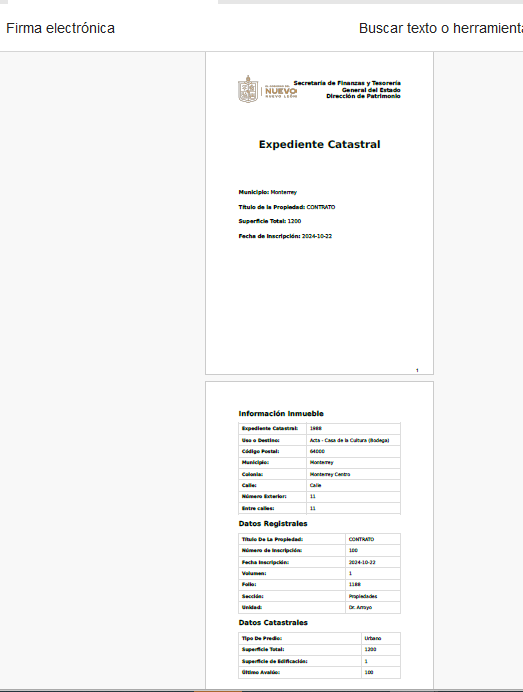 Firma electrónica
Buscar texto o herramienta
NUEVO
NUEVO LEÓN
Secretaría de Finanzas y Tesorería
General del Estado
Dirección de Patrimonio
Expediente Catastral
Municipio: Monterrey
Título de la Propiedad: CONTRATO
Superficie Total: 1200
Fecha de Inscripción: 2024-10-22
1
Información Inmueble
Expediente Catastral: 1988
Uso o Destino: Acta - Casa de la Cultura (Bodega)
Código Postal: 64000
Municipio: Monterrey
Colonia: Monterrey Centro
Calle: Calle
Número Exterior: 11
Entre calles: 11
Datos Registrales
Título De La Propiedad: CONTRATO
Número de Inscripción: 100
Fecha Inscripción: 2024-10-22
Volumen: 1
Folio: 1188
Sección: Propiedades
Unidad: Dr. Arroyo
Datos Catastrales
Tipo De Predio: Urbano
Superficie Total: 1200
Superficie de Edificación: 1
Último Avalúo: 100